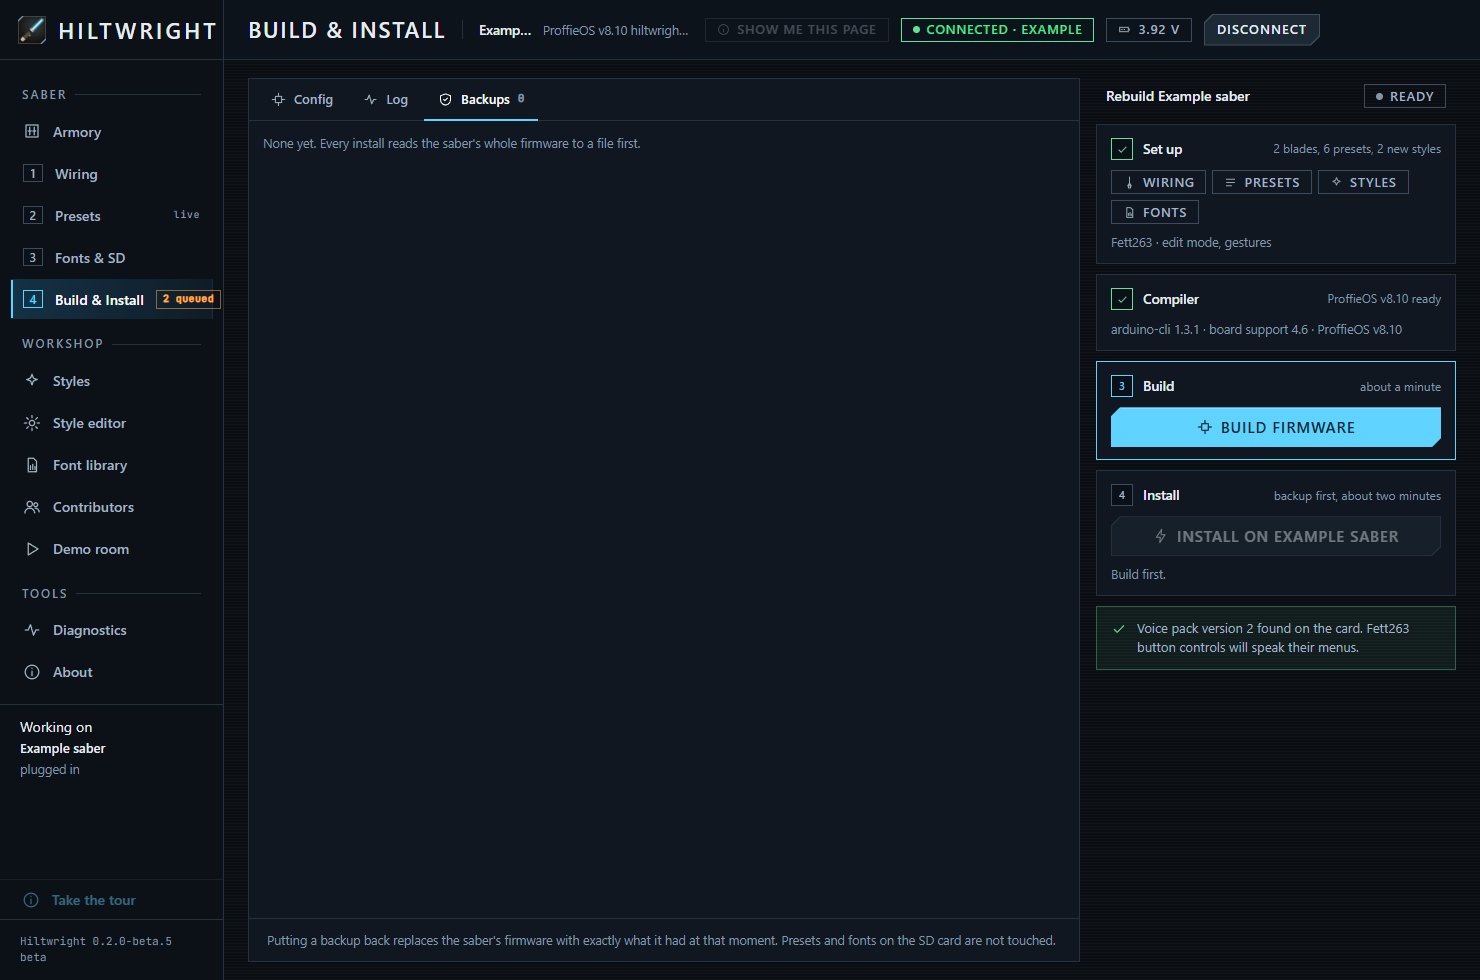 HILTWRIGHT
BUILD & INSTALL
Examp...
ProffieOS v8.10 hiltwrigh...
SHOW ME THIS PAGE
CONNECTED · EXAMPLE
3.92 V
DISCONNECT
SABER
Armory
1 Wiring
2 Presets live
3 Fonts & SD
4 Build & Install 2 queued
WORKSHOP
Styles
Style editor
Font library
Contributors
Demo room
TOOLS
Diagnostics
About
Working on
Example saber
plugged in
Take the tour
Hiltwright 0.2.0-beta.5
beta
Config Log Backups 0
None yet. Every install reads the saber's whole firmware to a file first.
Putting a backup back replaces the saber's firmware with exactly what it had at that moment. Presets and fonts on the SD card are not touched.
Rebuild Example saber READY
Set up 2 blades, 6 presets, 2 new styles
WIRING PRESETS STYLES
FONTS
Fett263 · edit mode, gestures
Compiler ProffieOS v8.10 ready
arduino-cli 1.3.1 · board support 4.6 · ProffieOS v8.10
3 Build about a minute
BUILD FIRMWARE
4 Install backup first, about two minutes
INSTALL ON EXAMPLE SABER
Build first.
Voice pack version 2 found on the card. Fett263
button controls will speak their menus.